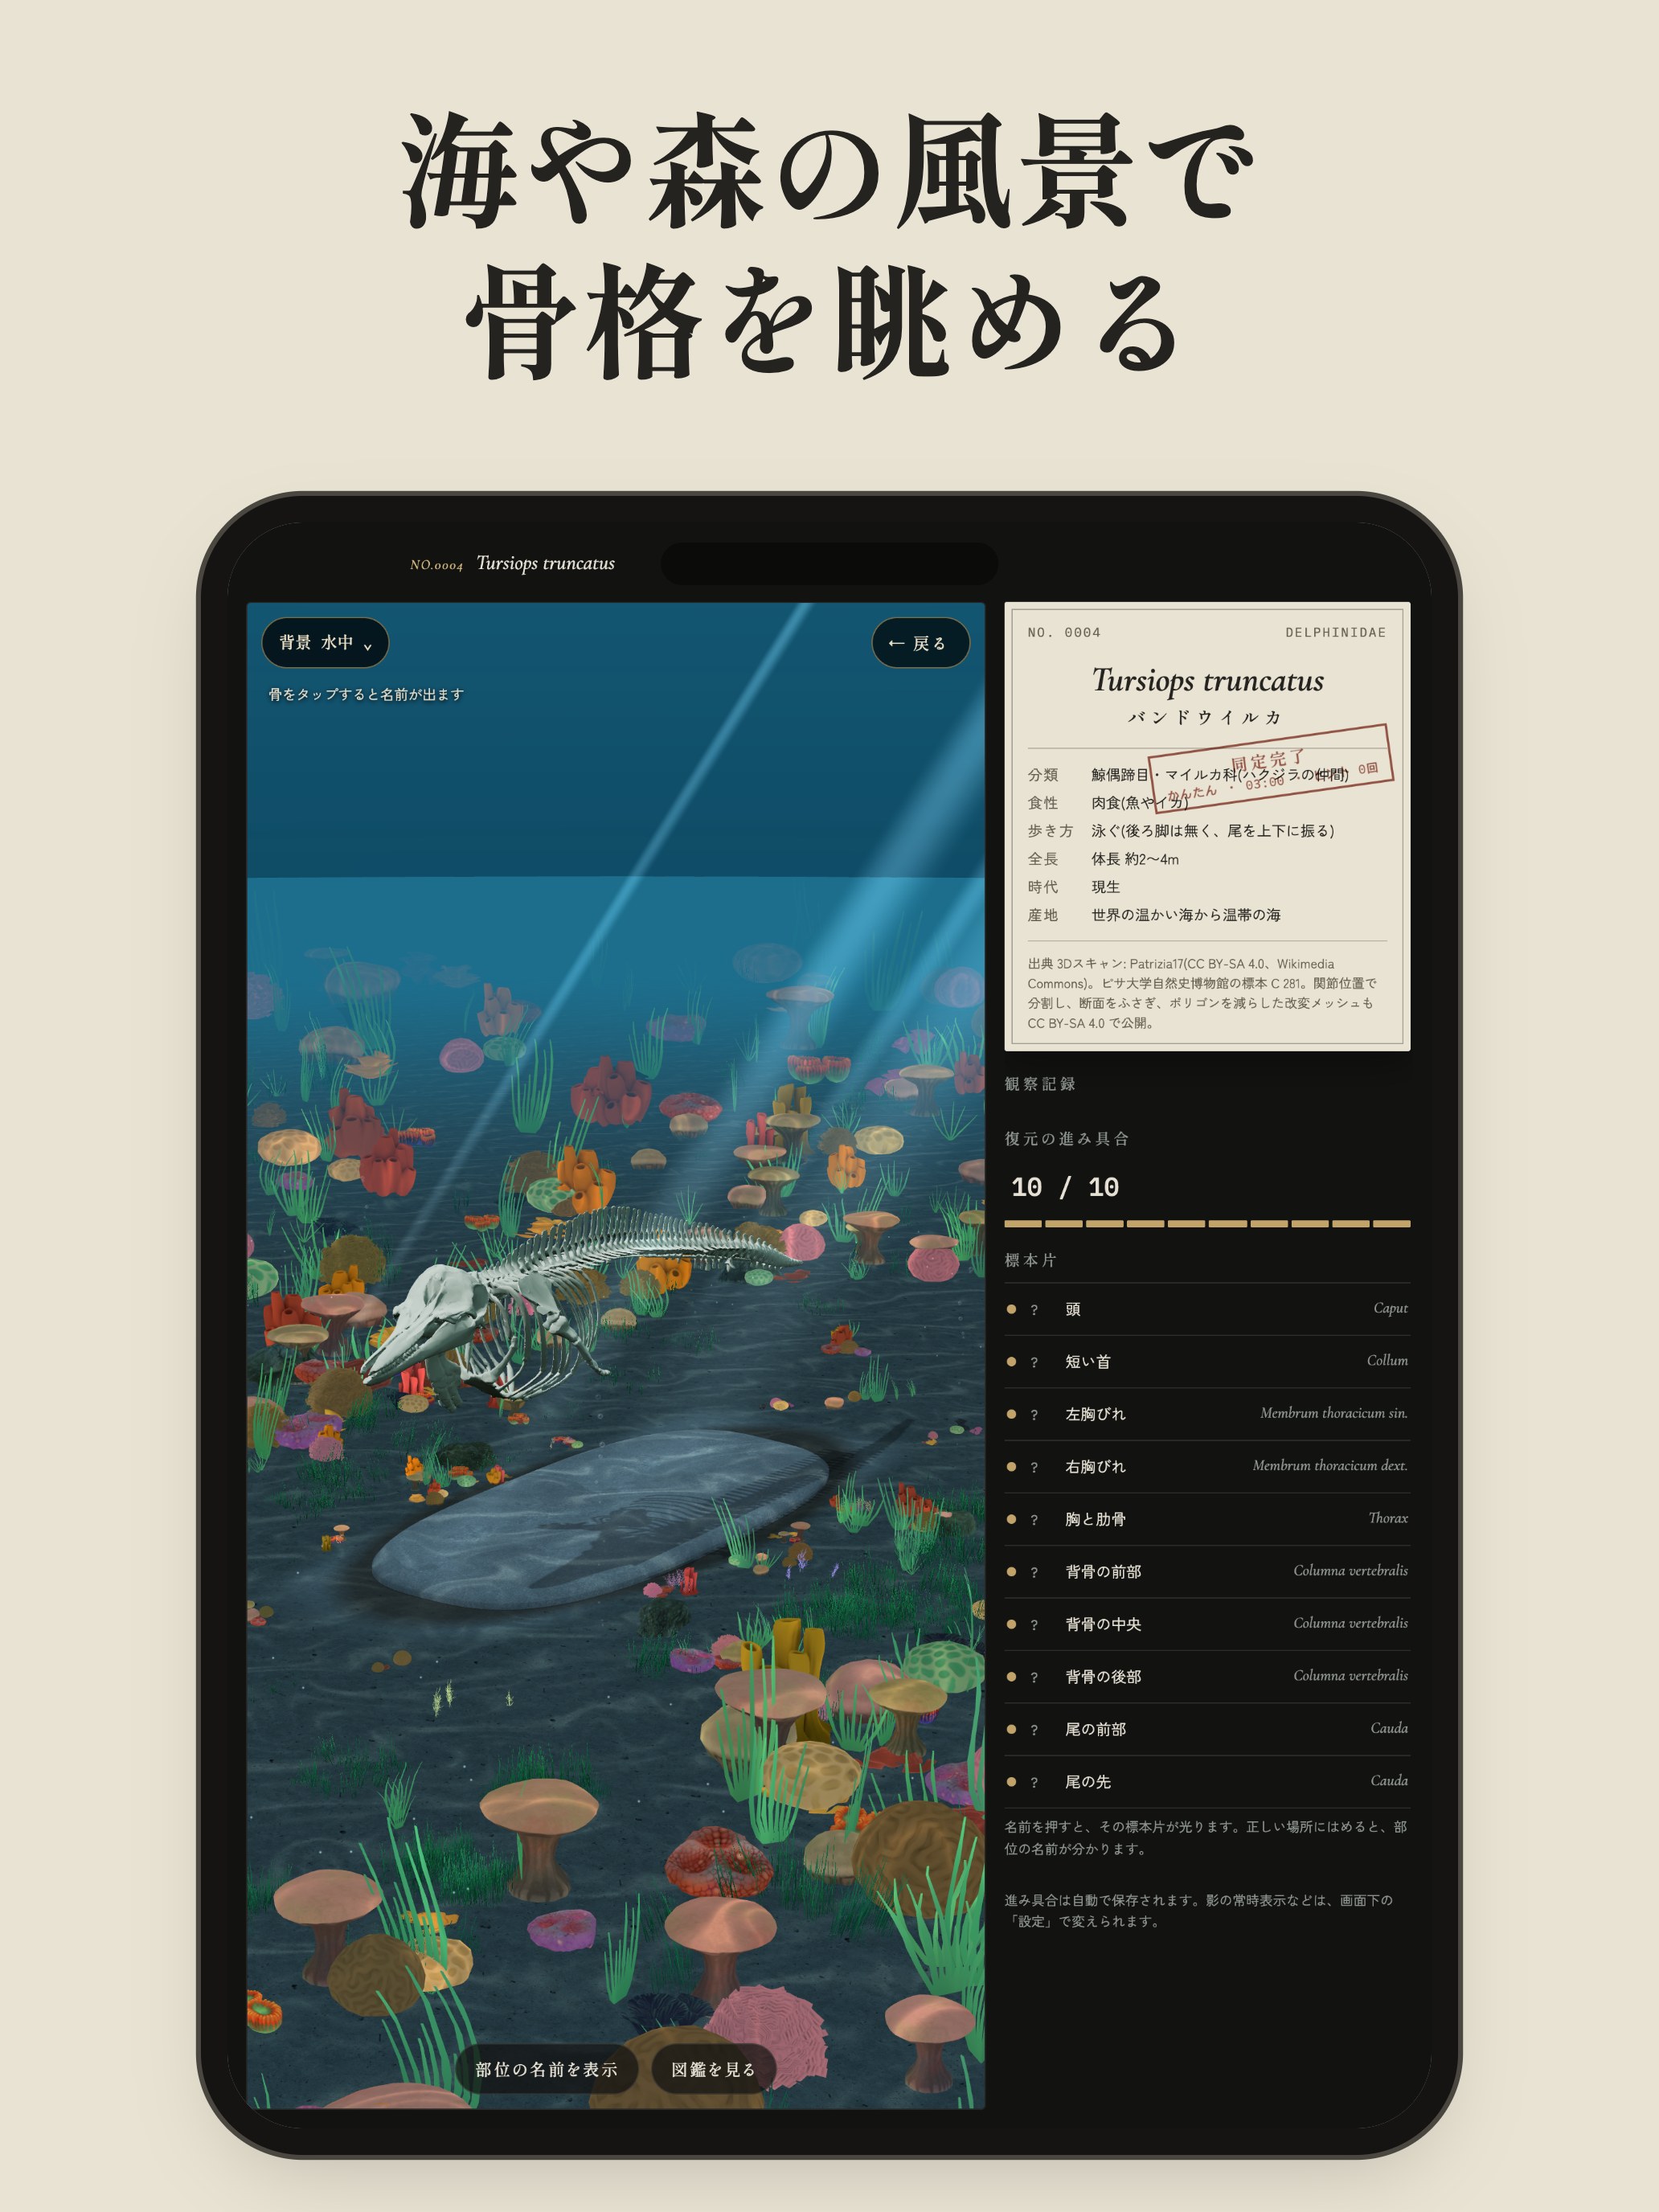 海や森の風景で
骨格を眺める
NO.0004 Tursiops truncatus
背景 水中
← 戻る
骨をタップすると名前が出ます
NO. 0004 DELPHINIDAE
Tursiops truncatus
バンドウイルカ
同定完了
かんたん ・ 03:00 ・ 0回
分類 鯨偶蹄目・マイルカ科(ハクジラの仲間)
食性 肉食(魚やイカ)
歩き方 泳ぐ(後ろ脚は無く、尾を上下に振る)
全長 体長 約2〜4m
時代 現生
産地 世界の温かい海から温帯の海
出典 3Dスキャン: Patrizia17(CC BY-SA 4.0、Wikimedia
Commons)。ピサ大学自然史博物館の標本 C 281。関節位置で
分割し、断面をふさぎ、ポリゴンを減らした改変メッシュも
CC BY-SA 4.0 で公開。
観察記録
復元の進み具合
10 / 10
標本片
? 頭 Caput
? 短い首 Collum
? 左胸びれ Membrum thoracicum sin.
? 右胸びれ Membrum thoracicum dext.
? 胸と肋骨 Thorax
? 背骨の前部 Columna vertebralis
? 背骨の中央 Columna vertebralis
? 背骨の後部 Columna vertebralis
? 尾の前部 Cauda
? 尾の先 Cauda
名前を押すと、その標本片が光ります。正しい場所にはめると、部
位の名前が分かります。
進み具合は自動で保存されます。影の常時表示などは、画面下の
「設定」で変えられます。
部位の名前を表示
図鑑を見る